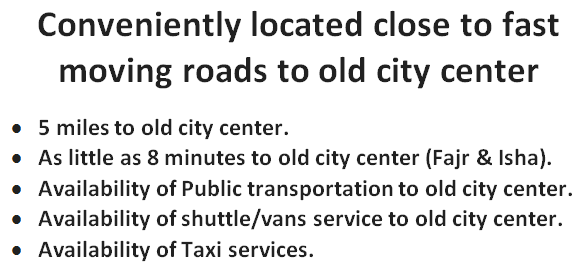 Conveniently located close to fast
moving roads to old city center
• 5 miles to old city center.
• As little as 8 minutes to old city center (Fajr & Isha).
• Availability of Public transportation to old city center.
• Availability of shuttle/vans service to old city center.
• Availability of Taxi services.